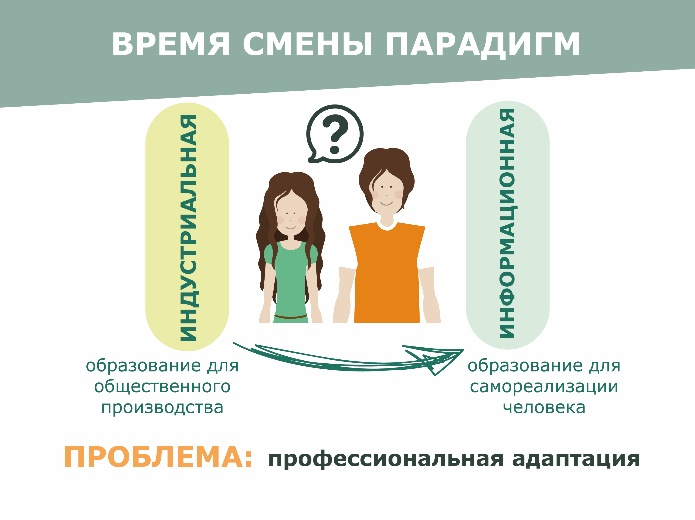 ВРЕМЯ СМЕНЫ ПАРАДИГМ
ИНДУСТРИАЛЬНАЯ
?
ИНФОРМАЦИОННАЯ
образование для
общественного
производства
образование для
самореализации
человека
ПРОБЛЕМА: профессиональная адаптация